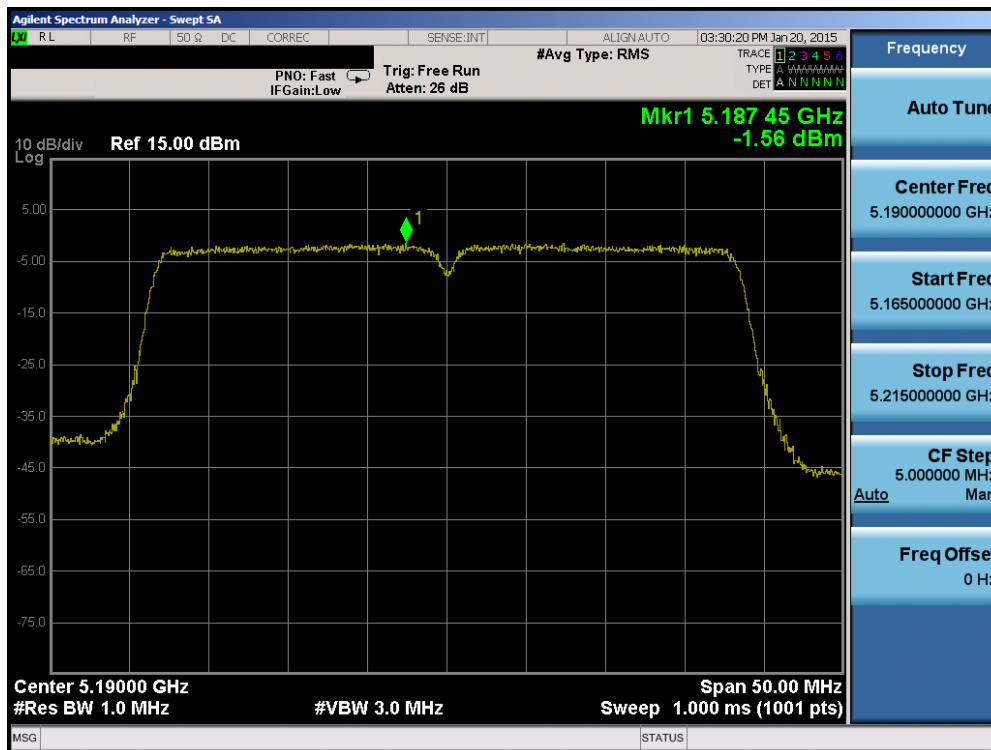 Agilent Spectrum Analyzer - Swept SA
LXI RL RF 50 Ω DC CORREC SENSE:INT ALIGNAUTO 03:30:20 PM Jan 20, 2015
#Avg Type: RMS TRACE 1 2 3 4 5 6
PNO: Fast Trig: Free Run TYPE A WWWWW
IFGain:Low Atten: 26 dB DET A N N N N N
Mkr1 5.187 45 GHz
-1.56 dBm
10 dB/div Ref 15.00 dBm
Log
5.00
1
-5.00
-15.0
-25.0
-35.0
-45.0
-55.0
-65.0
-75.0
Center 5.19000 GHz Span 50.00 MHz
#Res BW 1.0 MHz #VBW 3.0 MHz Sweep 1.000 ms (1001 pts)
MSG STATUS
Frequency
Auto Tune
Center Freq
5.190000000 GHz
Start Freq
5.165000000 GHz
Stop Freq
5.215000000 GHz
CF Step
5.000000 MHz
Auto Man
Freq Offset
0 Hz